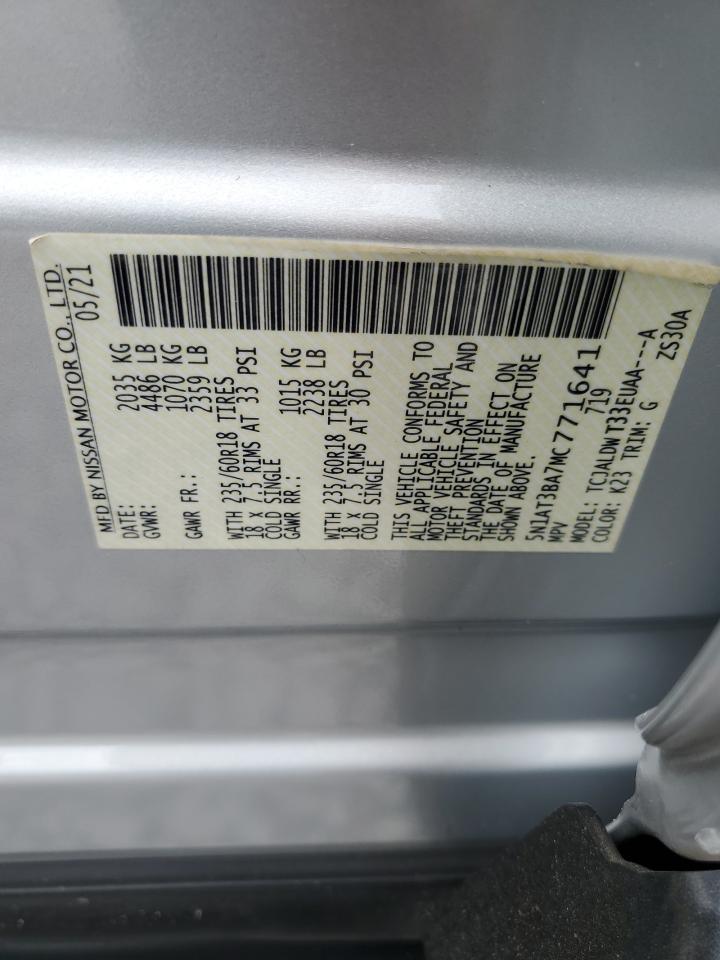 MFD BY NISSAN MOTOR CO., LTD.
DATE: 05/21
GVWR: 2035 KG
4486 LB
GAWR FR.: 1070 KG
2359 LB
WITH 235/60R18 TIRES
18 X 7.5 RIMS AT 33 PSI
COLD SINGLE
GAWR RR.: 1015 KG
2238 LB
WITH 235/60R18 TIRES
18 X 7.5 RIMS AT 30 PSI
COLD SINGLE
THIS VEHICLE CONFORMS TO
ALL APPLICABLE FEDERAL
MOTOR VEHICLE SAFETY AND
THEFT PREVENTION
STANDARDS IN EFFECT ON
THE DATE OF MANUFACTURE
SHOWN ABOVE.
5N1AT3BA7MC771641
MPV 719
MODEL: TCJALDWT33EUAA---A
COLOR: K23 TRIM: G ZS30A